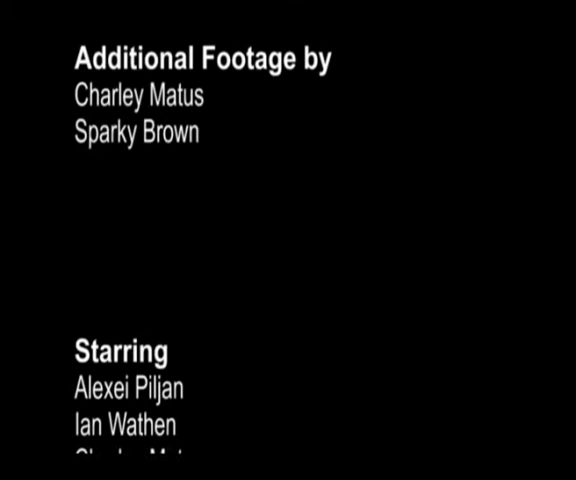 Additional Footage by
Charley Matus
Sparky Brown
Starring
Alexei Piljan
Ian Wathen